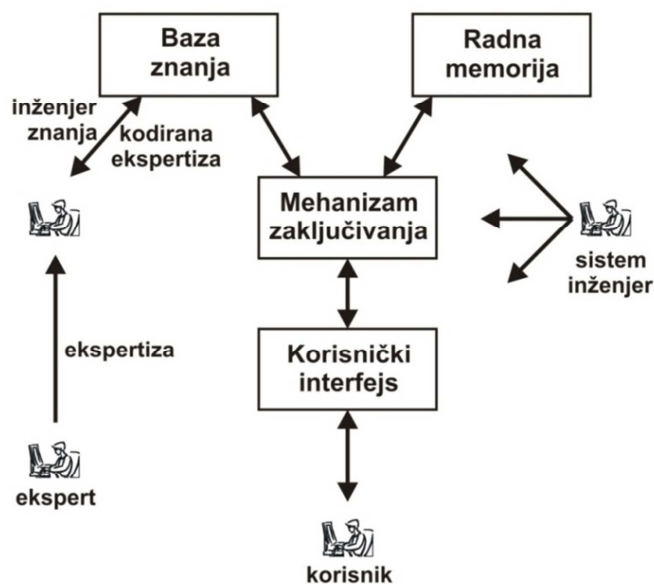 Baza
znanja
Radna
memorija
inženjer
znanja
kodirana
ekspertiza
Mehanizam
zaključivanja
sistem
inženjer
ekspertiza
Korisnički
interfejs
ekspert
korisnik